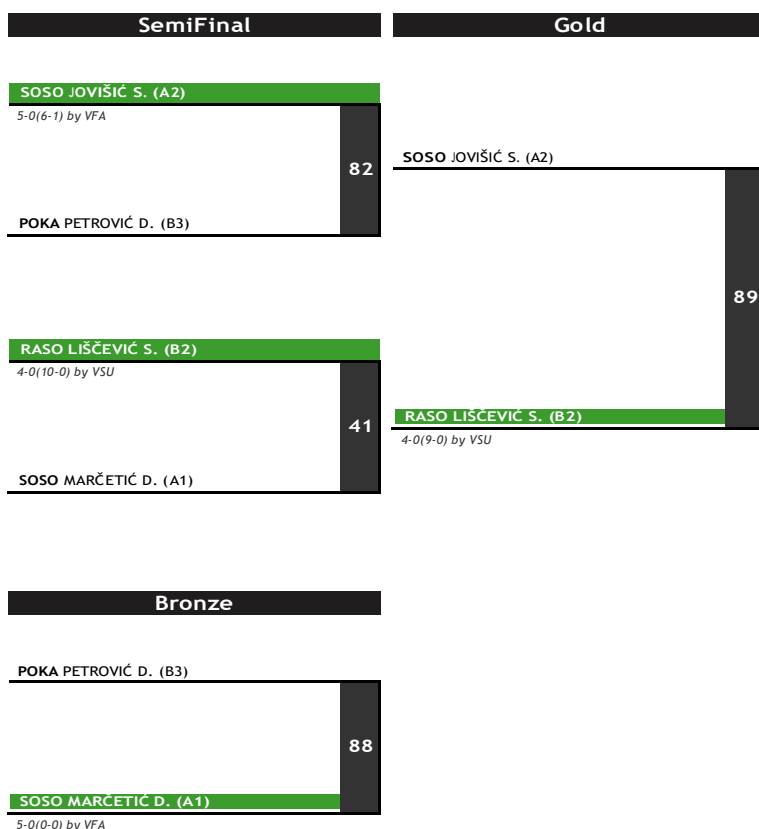 SemiFinal
SOSO JOVIŠIĆ S. (A2)
5-0(6-1) by VFA
82
POKA PETROVIĆ D. (B3)
RASO LIŠČEVIĆ S. (B2)
4-0(10-0) by VSU
41
SOSO MARČETIĆ D. (A1)
Gold
SOSO JOVIŠIĆ S. (A2)
89
RASO LIŠČEVIĆ S. (B2)
4-0(9-0) by VSU
Bronze
POKA PETROVIĆ D. (B3)
88
SOSO MARČETIĆ D. (A1)
5-0(0-0) by VFA